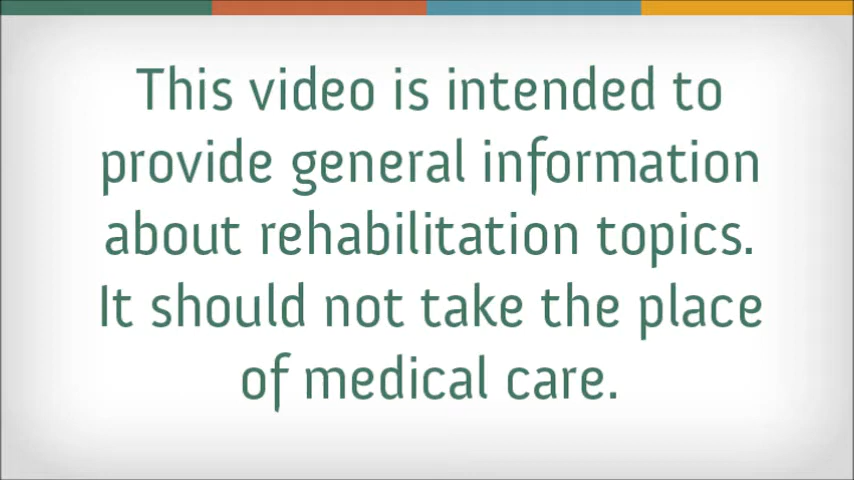 This video is intended to
provide general information
about rehabilitation topics.
It should not take the place
of medical care.